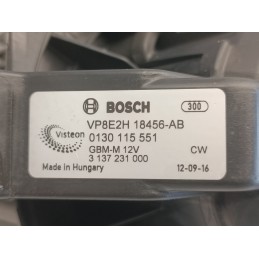 BOSCH
300
VP8E2H 18456-AB
0130 115 551
Visteon
GBM-M 12V
CW
3 137 231 000
Made in Hungary
12-09-16